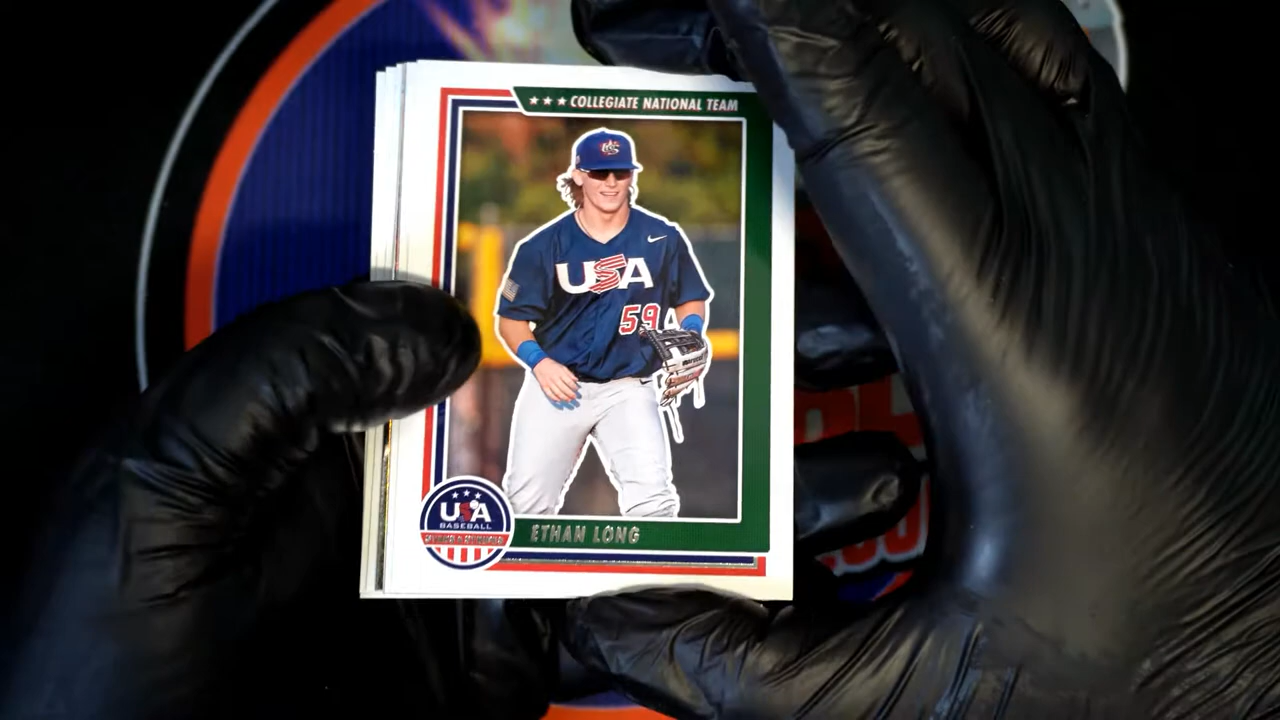 COLLEGIATE NATIONAL TEAM
USA
59
USA
BASEBALL
ETHAN LONG